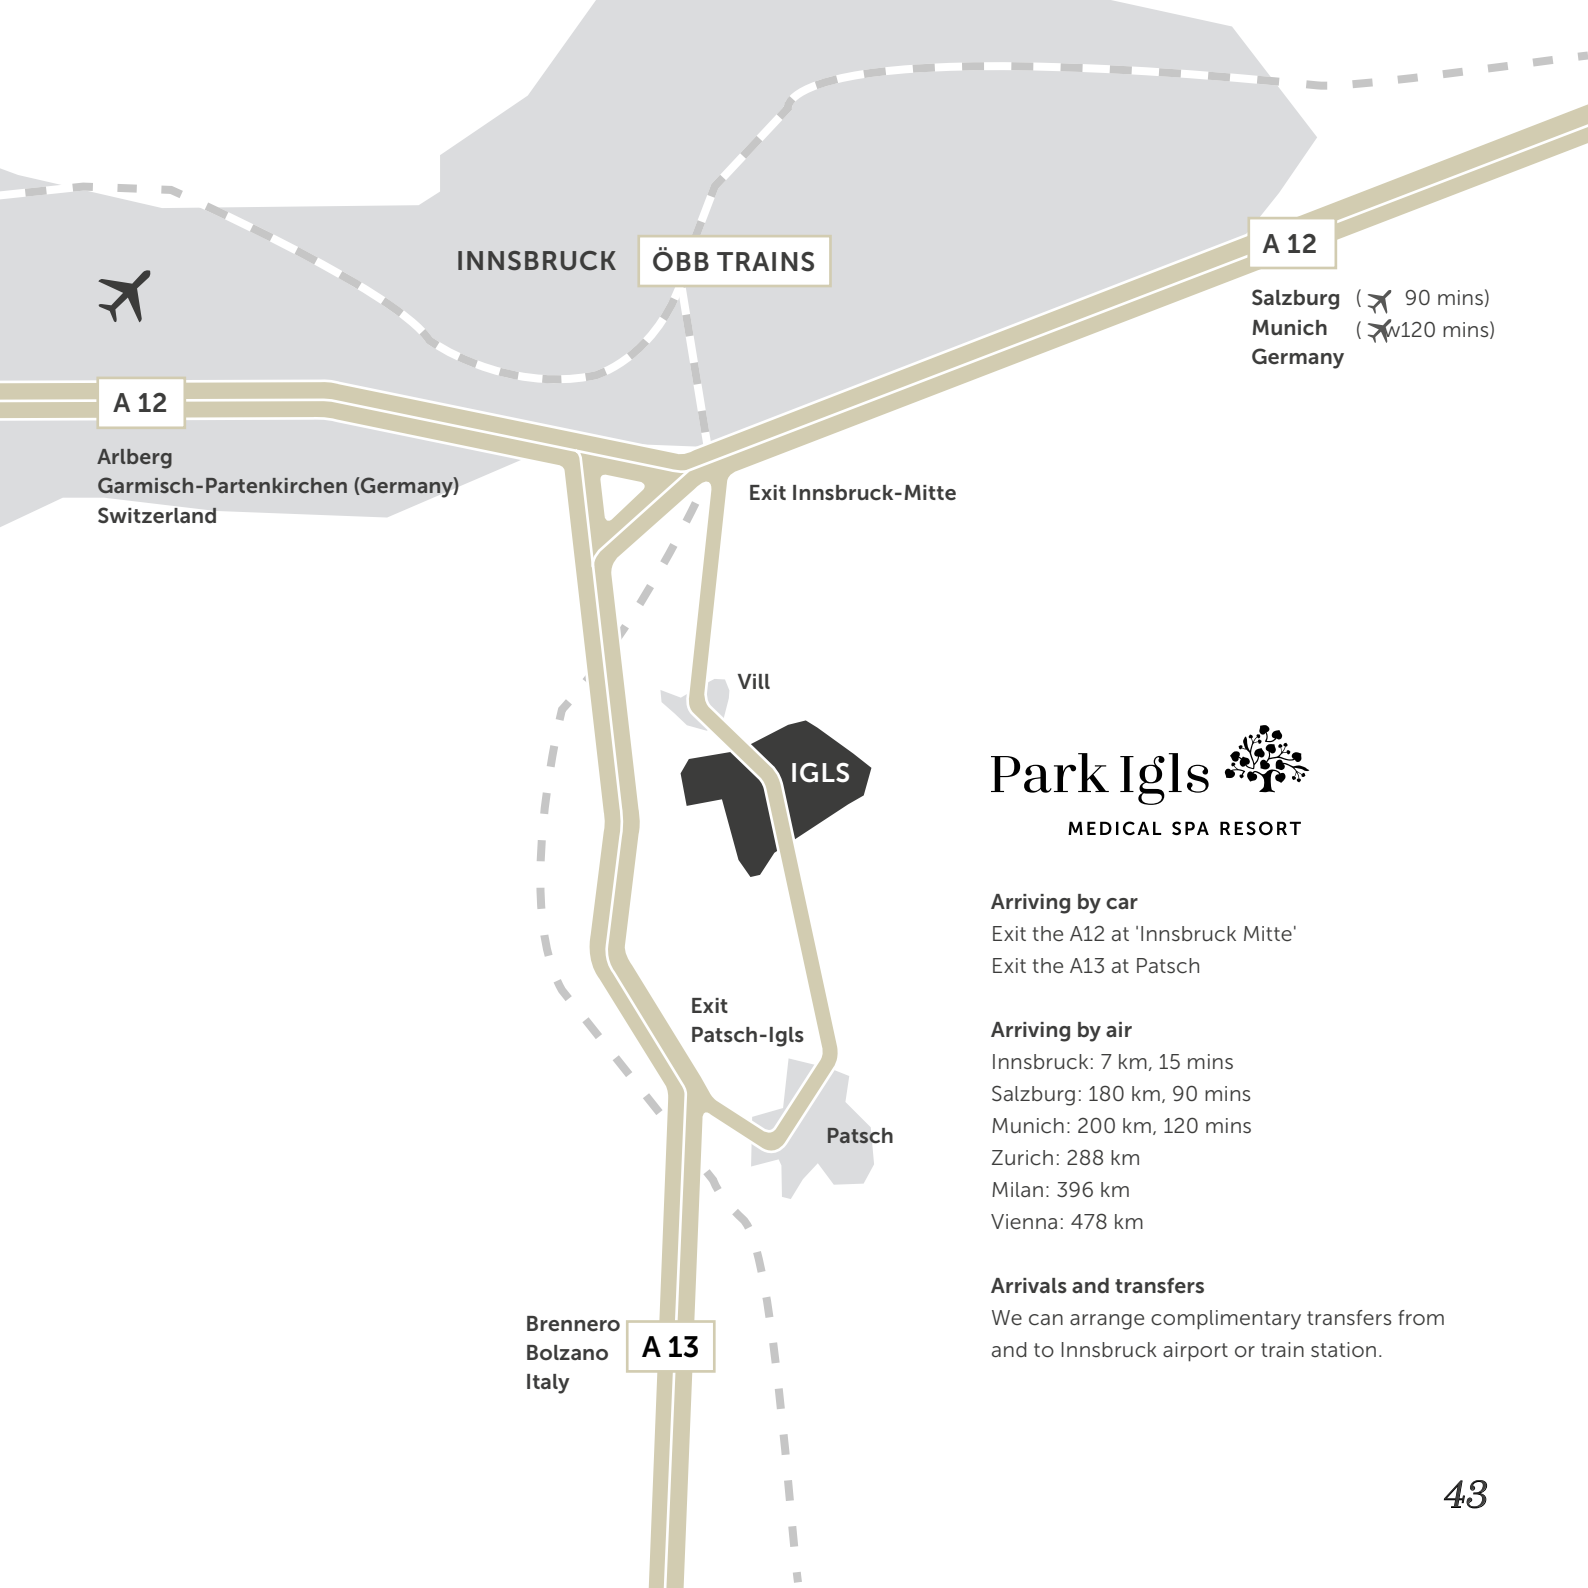 INNSBRUCK
ÖBB TRAINS
A 12
Salzburg ( 90 mins)
Munich ( w120 mins)
Germany
A 12
Arlberg
Garmisch-Partenkirchen (Germany)
Switzerland
Exit Innsbruck-Mitte
Vill
IGLS
Park Igls
MEDICAL SPA RESORT
Arriving by car
Exit the A12 at 'Innsbruck Mitte'
Exit the A13 at Patsch
Exit
Patsch-Igls
Arriving by air
Innsbruck: 7 km, 15 mins
Salzburg: 180 km, 90 mins
Munich: 200 km, 120 mins
Zurich: 288 km
Milan: 396 km
Vienna: 478 km
Patsch
Arrivals and transfers
We can arrange complimentary transfers from
and to Innsbruck airport or train station.
Brennero
Bolzano
Italy
A 13
43